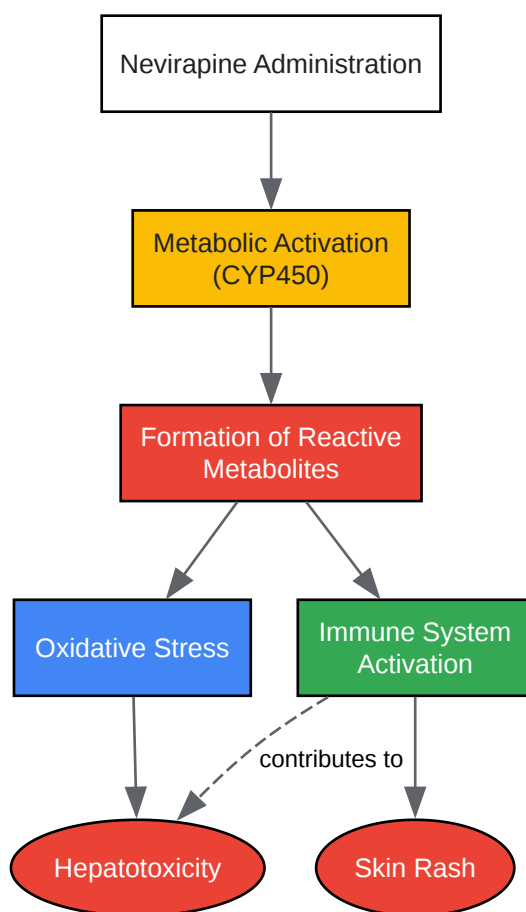 Nevirapine Administration
Metabolic Activation
(CYP450)
Formation of Reactive
Metabolites
Oxidative Stress
Immune System
Activation
contributes to
Hepatotoxicity
Skin Rash